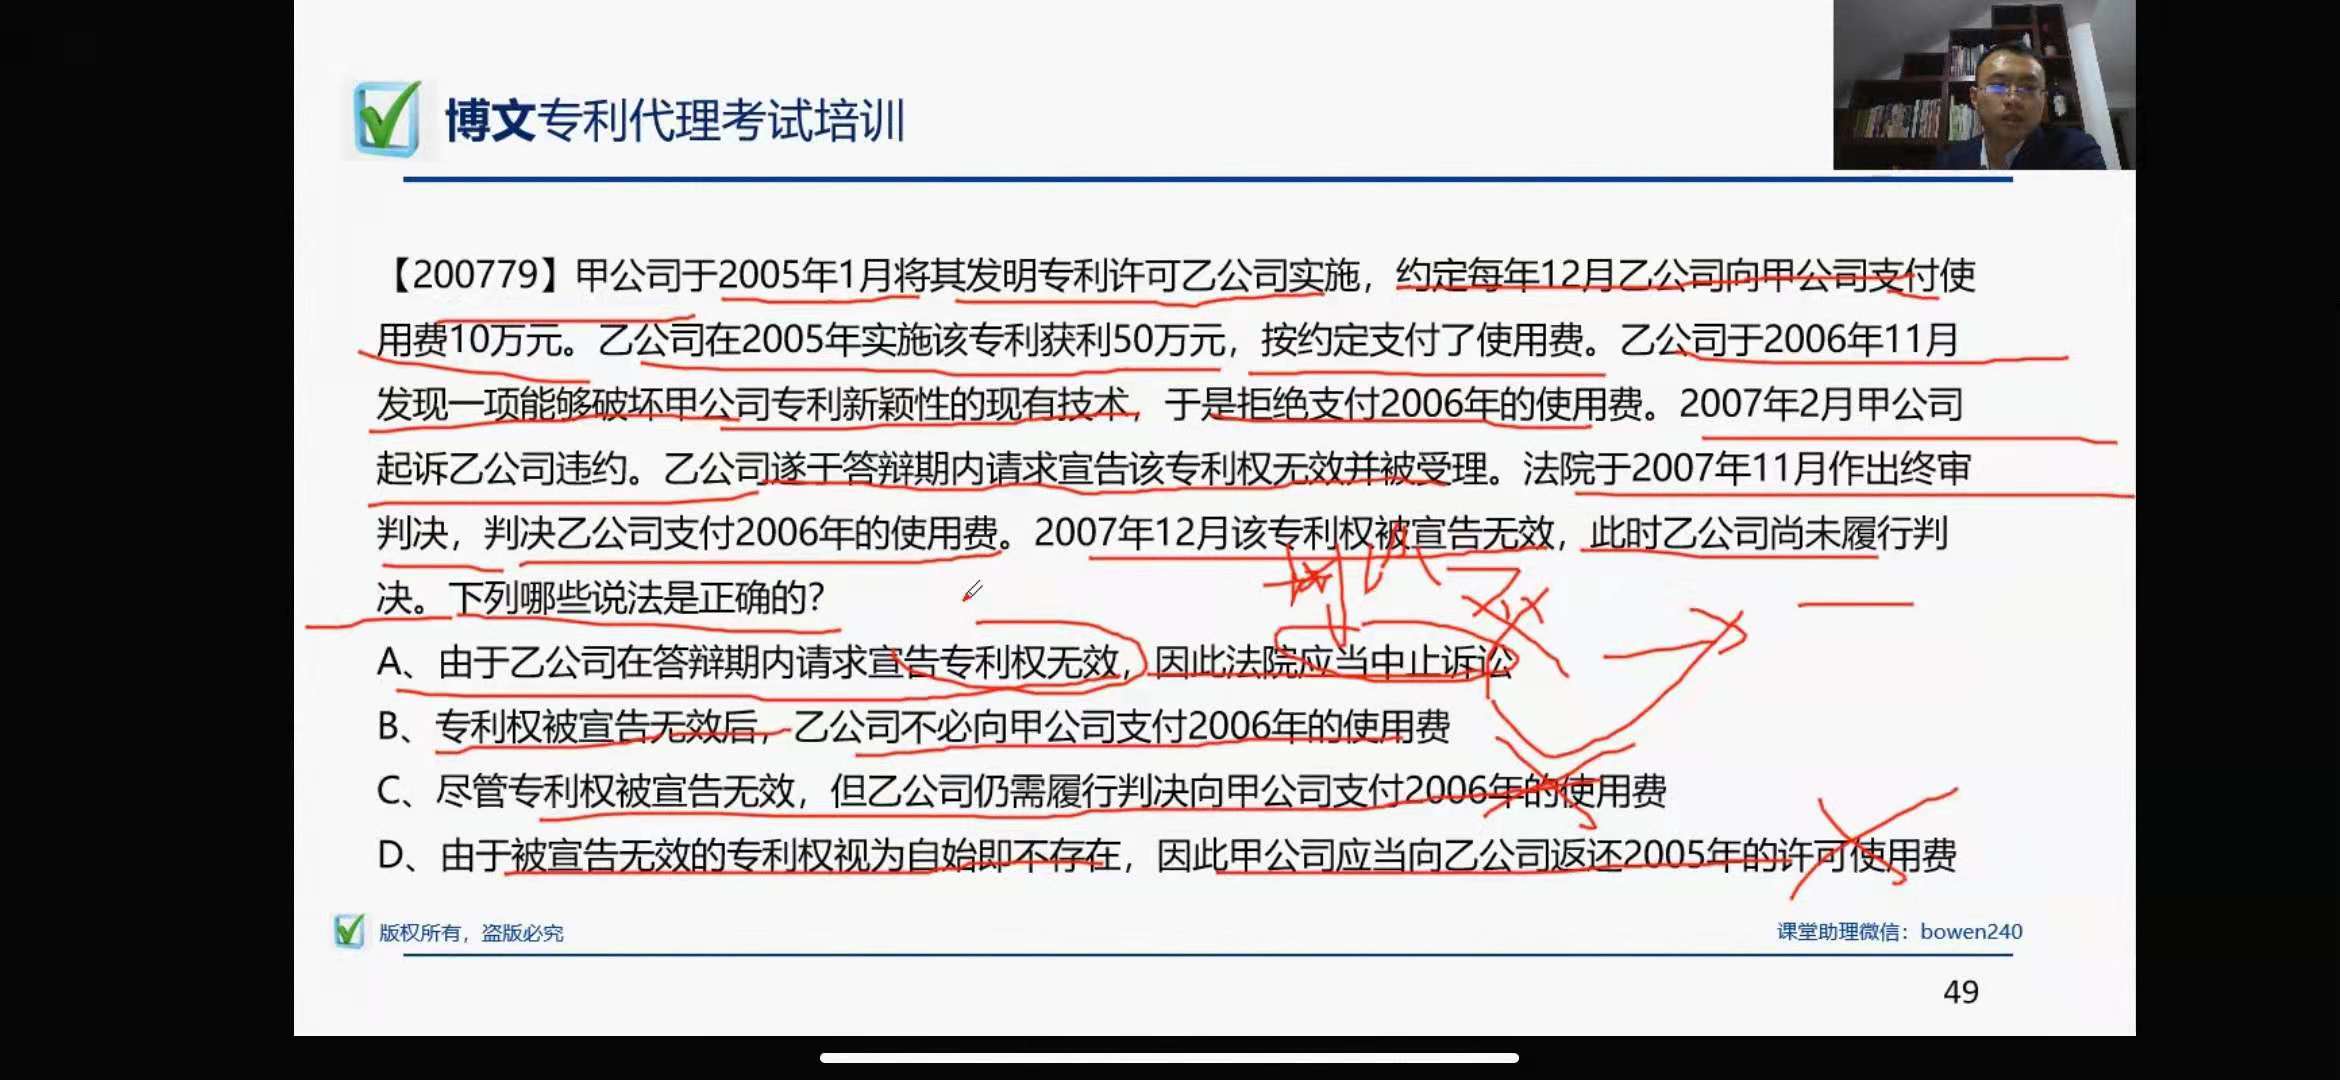 博文专利代理考试培训
【200779】甲公司于2005年1月将其发明专利许可乙公司实施，约定每年12月乙公司向甲公司支付使
用费10万元。乙公司在2005年实施该专利获利50万元，按约定支付了使用费。乙公司于2006年11月
发现一项能够破坏甲公司专利新颖性的现有技术，于是拒绝支付2006年的使用费。2007年2月甲公司
起诉乙公司违约。乙公司遂于答辩期内请求宣告该专利权无效并被受理。法院于2007年11月作出终审
判决，判决乙公司支付2006年的使用费。2007年12月该专利权被宣告无效，此时乙公司尚未履行判
决。下列哪些说法是正确的？
A、由于乙公司在答辩期内请求宣告专利权无效，因此法院应当中止诉讼
B、专利权被宣告无效后，乙公司不必向甲公司支付2006年的使用费
C、尽管专利权被宣告无效，但乙公司仍需履行判决向甲公司支付2006年的使用费
D、由于被宣告无效的专利权视为自始即不存在，因此甲公司应当向乙公司返还2005年的许可使用费
版权所有，盗版必究
课堂助理微信：bowen240
49